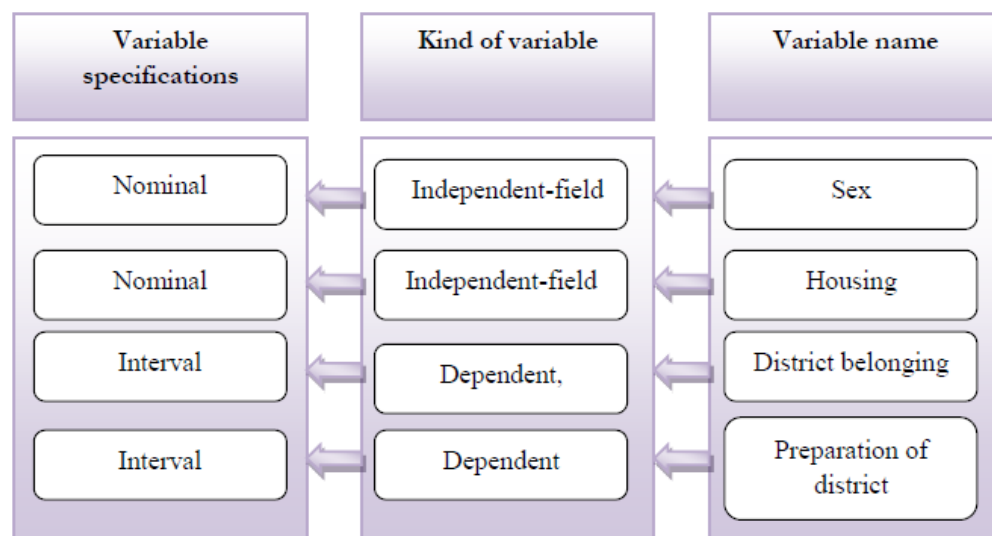 Variable
specifications
Kind of variable
Variable name
Nominal
Independent-field
Sex
Nominal
Independent-field
Housing
Interval
Dependent,
District belonging
Interval
Dependent
Preparation of
district